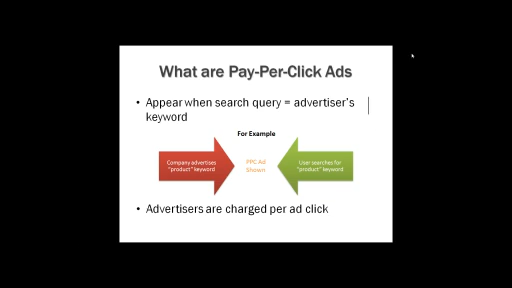 What are Pay-Per-Click Ads
• Appear when search query = advertiser's
keyword
For Example
Company advertises
"product" keyword
PPC Ad
Shown
User searches for
"product" keyword
• Advertisers are charged per ad click